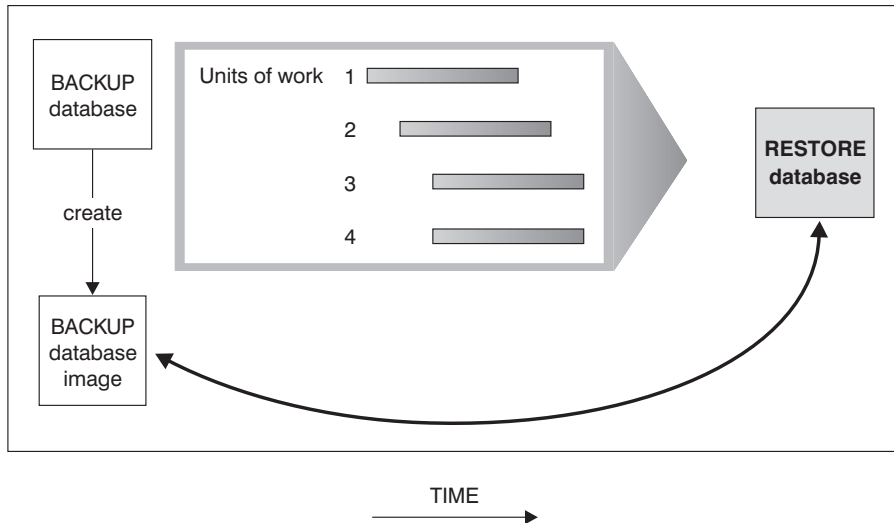 BACKUP
database
create
BACKUP
database
image
Units of work 1
2
3
4
RESTORE
database
TIME